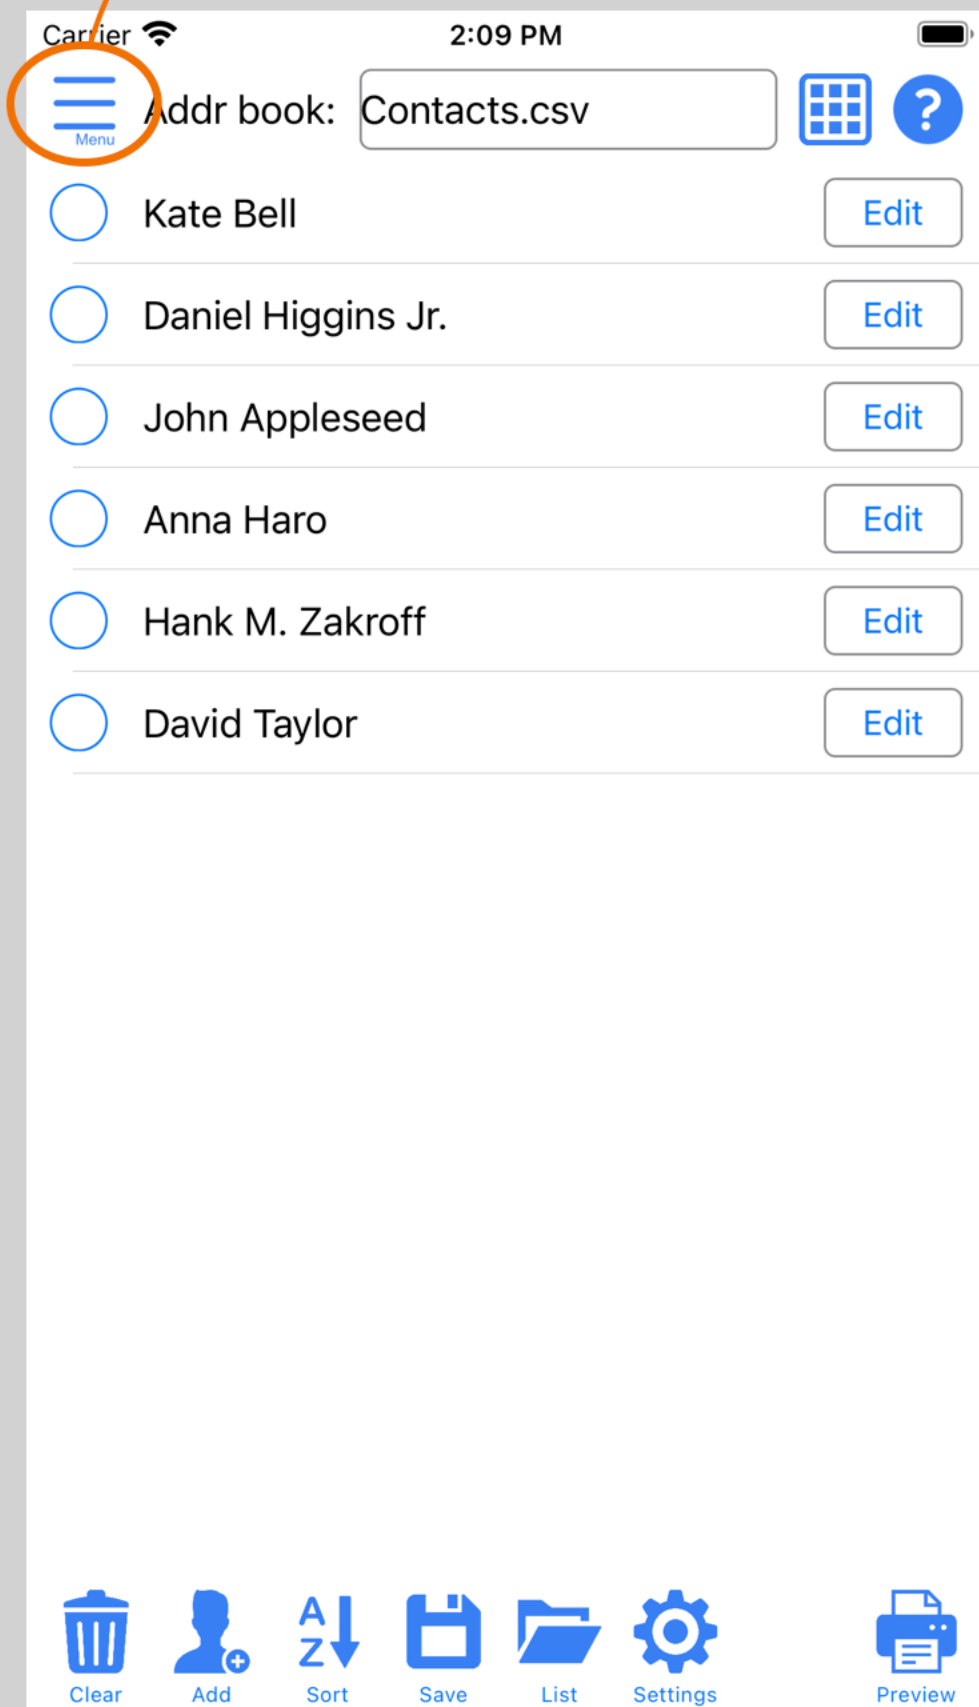 Carrier 2:09 PM
Menu Addr book: Contacts.csv ?
Kate Bell Edit
Daniel Higgins Jr. Edit
John Appleseed Edit
Anna Haro Edit
Hank M. Zakroff Edit
David Taylor Edit
A
Z
Clear Add Sort Save List Settings Preview